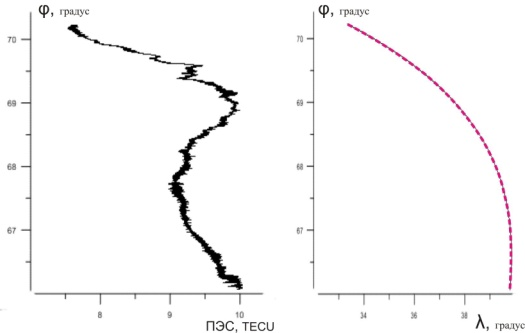 φ, градус
70
69
68
67
8 9 10
ПЭС, TECU
φ, градус
70
69
68
67
34 36 38
λ, градус